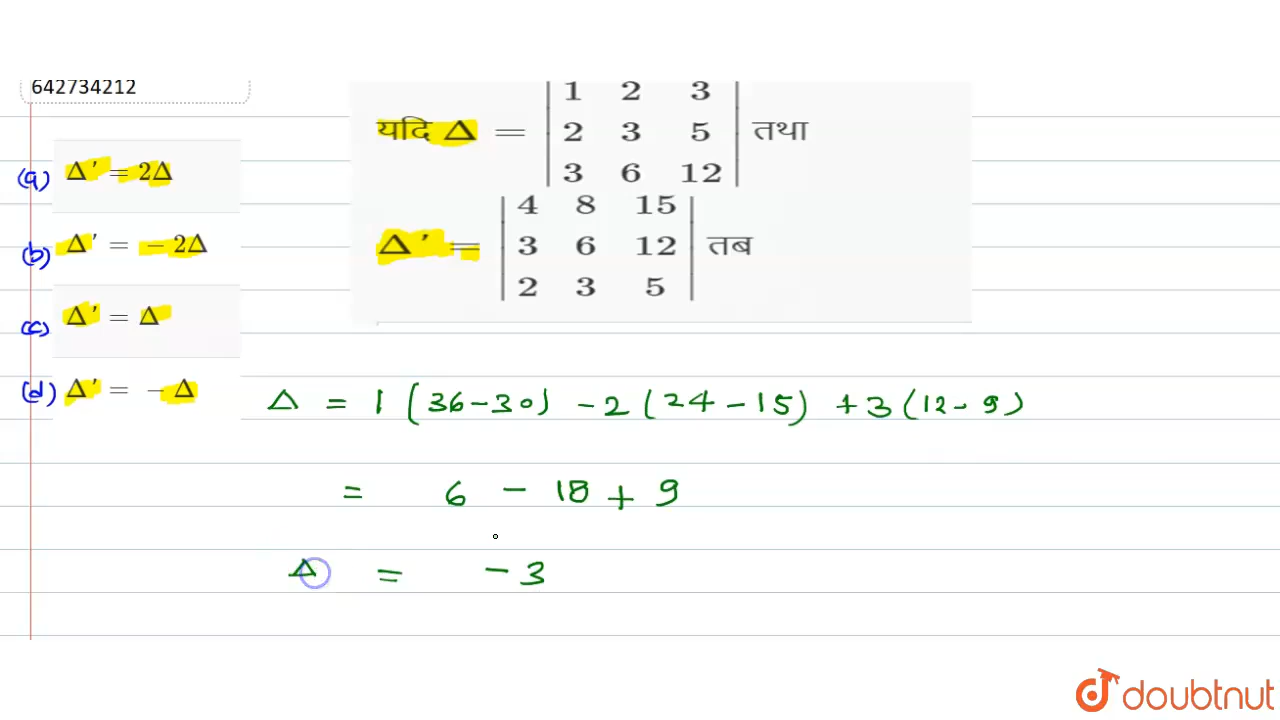 642734212
यदि Δ = | 1 2 3 |
| 2 3 5 |
| 3 6 12 | तथा
Δ′ = | 4 8 15 |
| 3 6 12 |
| 2 3 5 | तब
(a) Δ′ = 2Δ
(b) Δ′ = −2Δ
(c) Δ′ = Δ
(d) Δ′ = −Δ
Δ = 1 (36-30) -2 (24-15) +3 (12-9)
= 6 - 18 + 9
Δ = -3
doubtnut